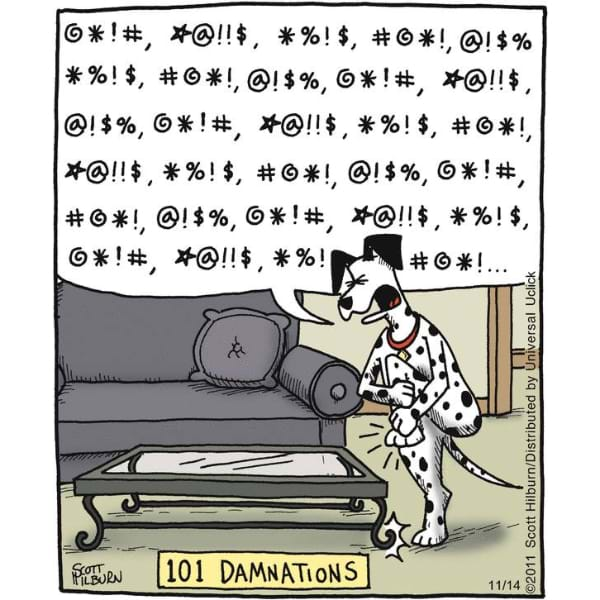 ©*!#, ☆@!!$, *%!$, #©*!, @!$%
*%!$, #©*!, @!$%, ©*!#, ☆@!!$,
@!$%, ©*!#, ☆@!!$, *%!$, #©*!,
☆@!!$, *%!$, #©*!, @!$%, ©*!#,
#©*!, @!$%, ©*!#, ☆@!!$, *%!$,
©*!#, ☆@!!$, *%! #©*!...
SCOTT
HILBURN
101 DAMNATIONS
11/14
©2011 Scott Hilburn/Distributed by Universal Uclick